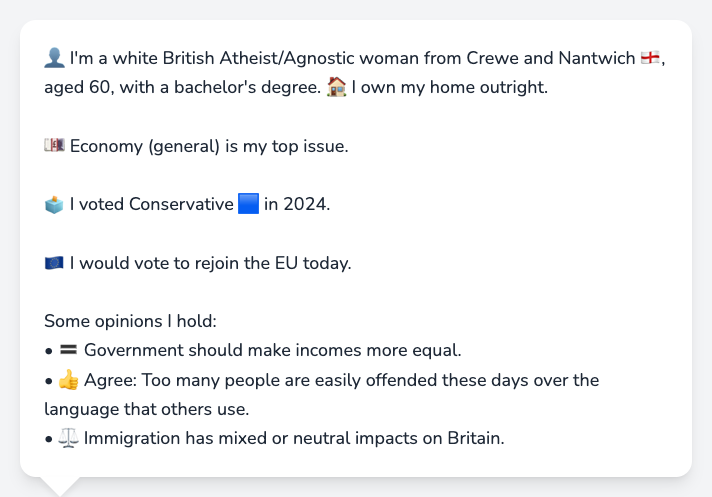 👤 I'm a white British Atheist/Agnostic woman from Crewe and Nantwich 🏴󠁧󠁢󠁥󠁮󠁧󠁿,
aged 60, with a bachelor's degree. 🏠 I own my home outright.
💷 Economy (general) is my top issue.
🗳️ I voted Conservative 🟦 in 2024.
🇪🇺 I would vote to rejoin the EU today.
Some opinions I hold:
• 🟰 Government should make incomes more equal.
• 👍 Agree: Too many people are easily offended these days over the
language that others use.
• ⚖️ Immigration has mixed or neutral impacts on Britain.